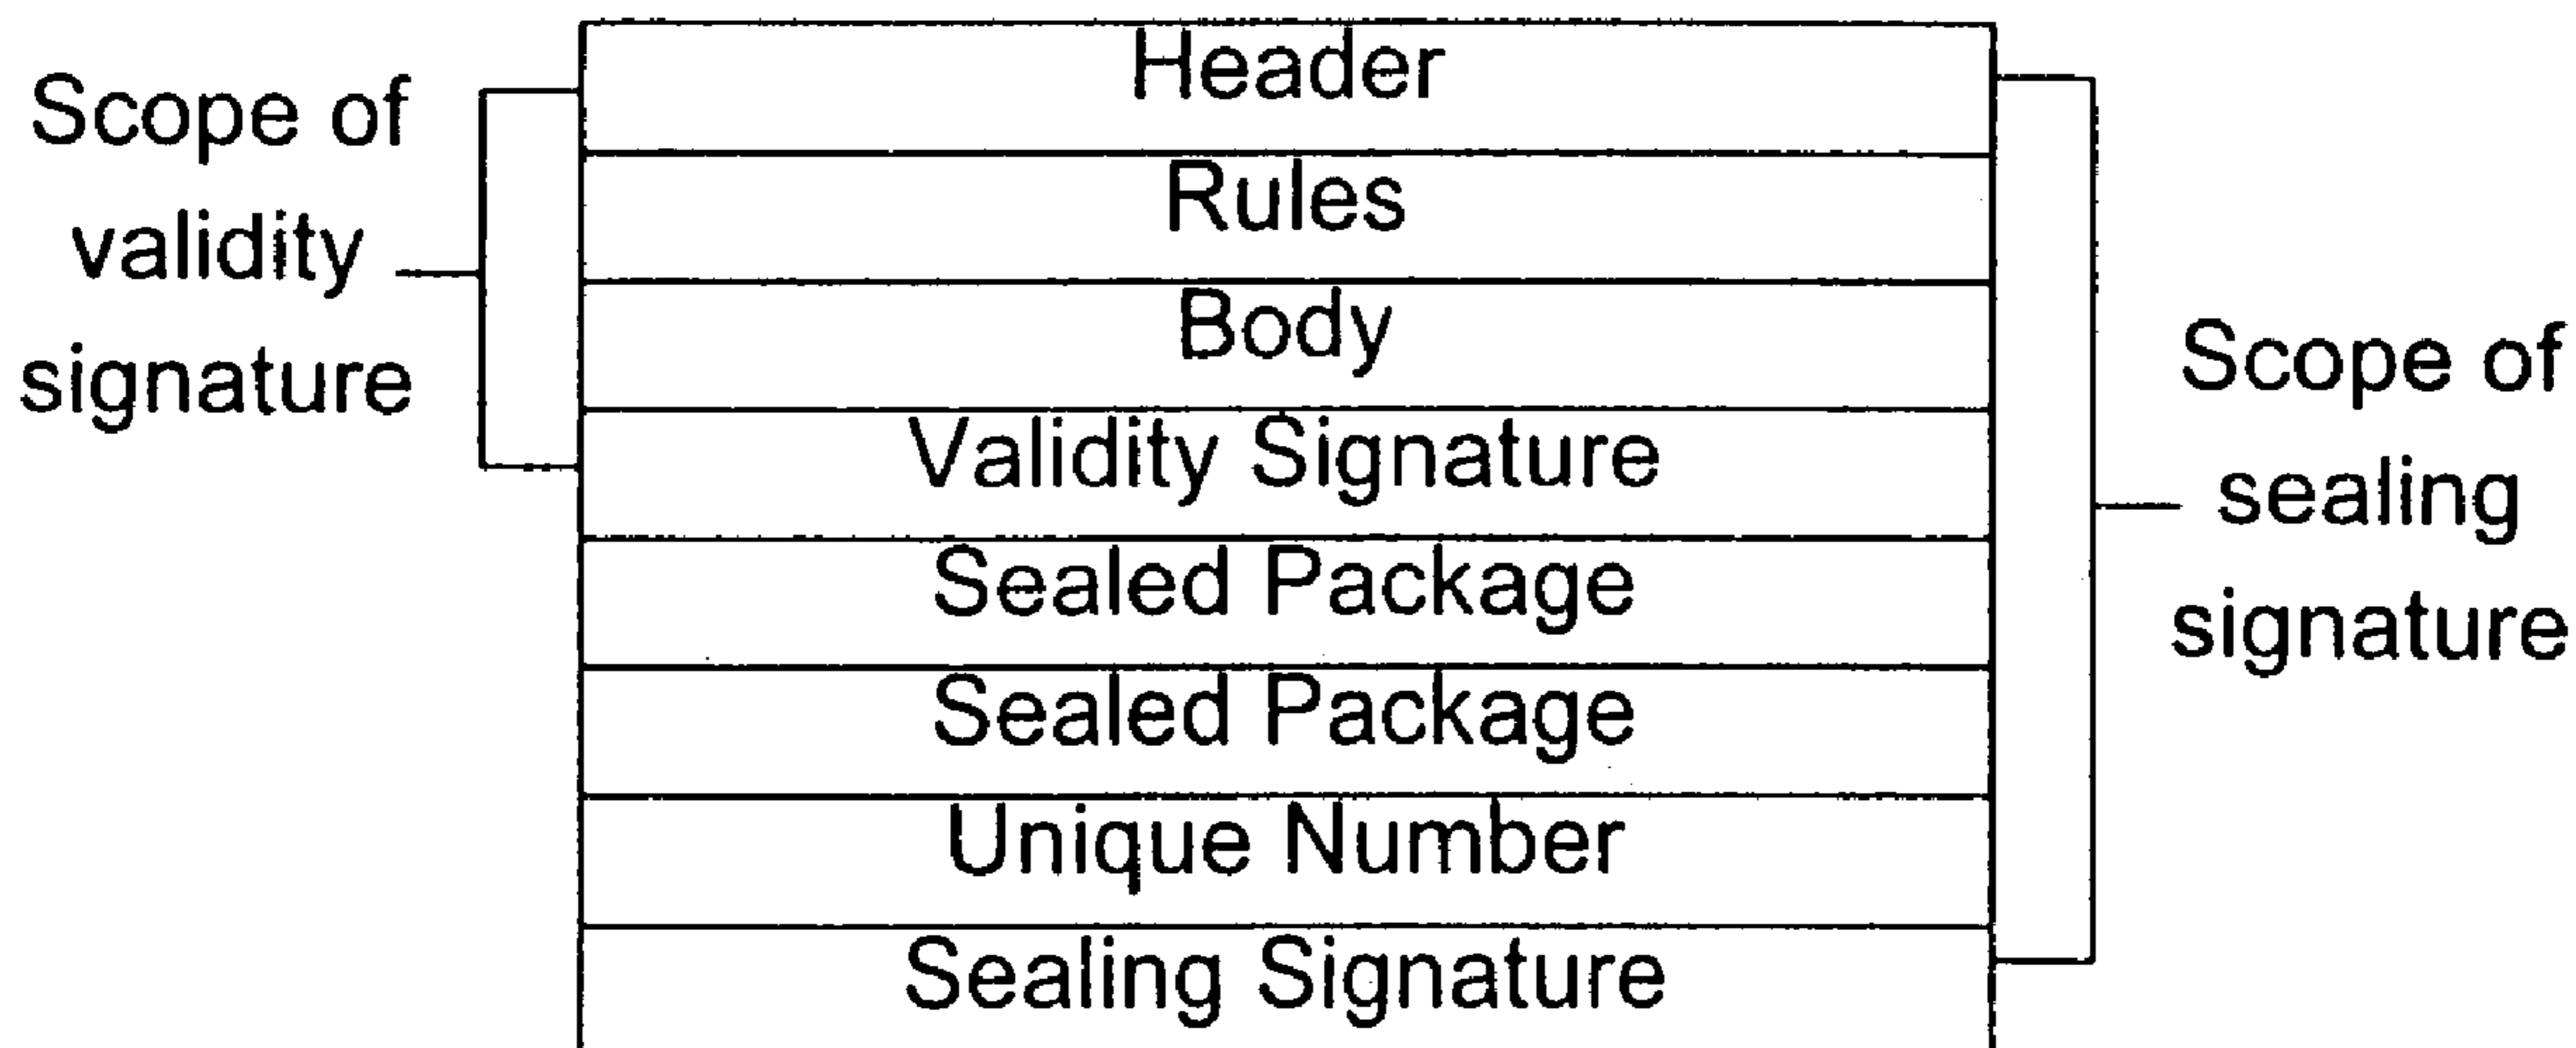 Scope of
validity
signature
Header
Rules
Body
Validity Signature
Sealed Package
Sealed Package
Unique Number
Sealing Signature
Scope of
sealing
signature